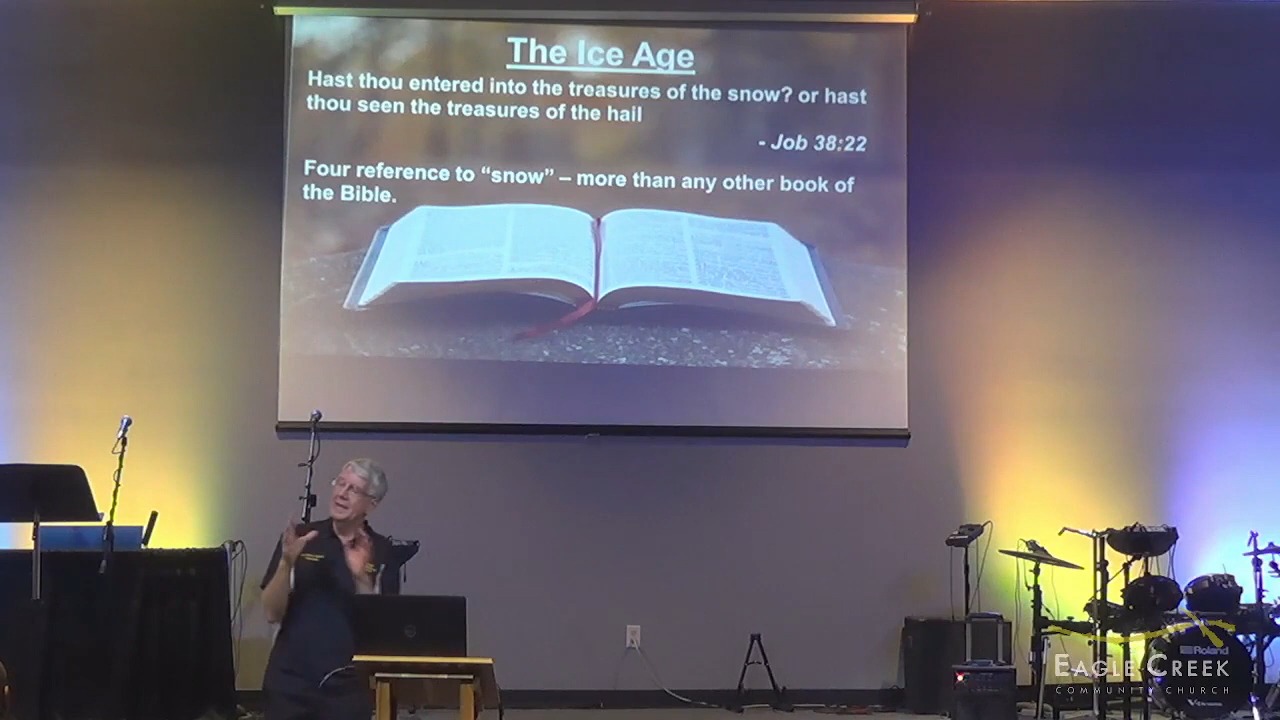 The Ice Age
Hast thou entered into the treasures of the snow? or hast
thou seen the treasures of the hail
- Job 38:22
Four reference to “snow” – more than any other book of
the Bible.
Roland
EAGLE CREEK
COMMUNITY CHURCH